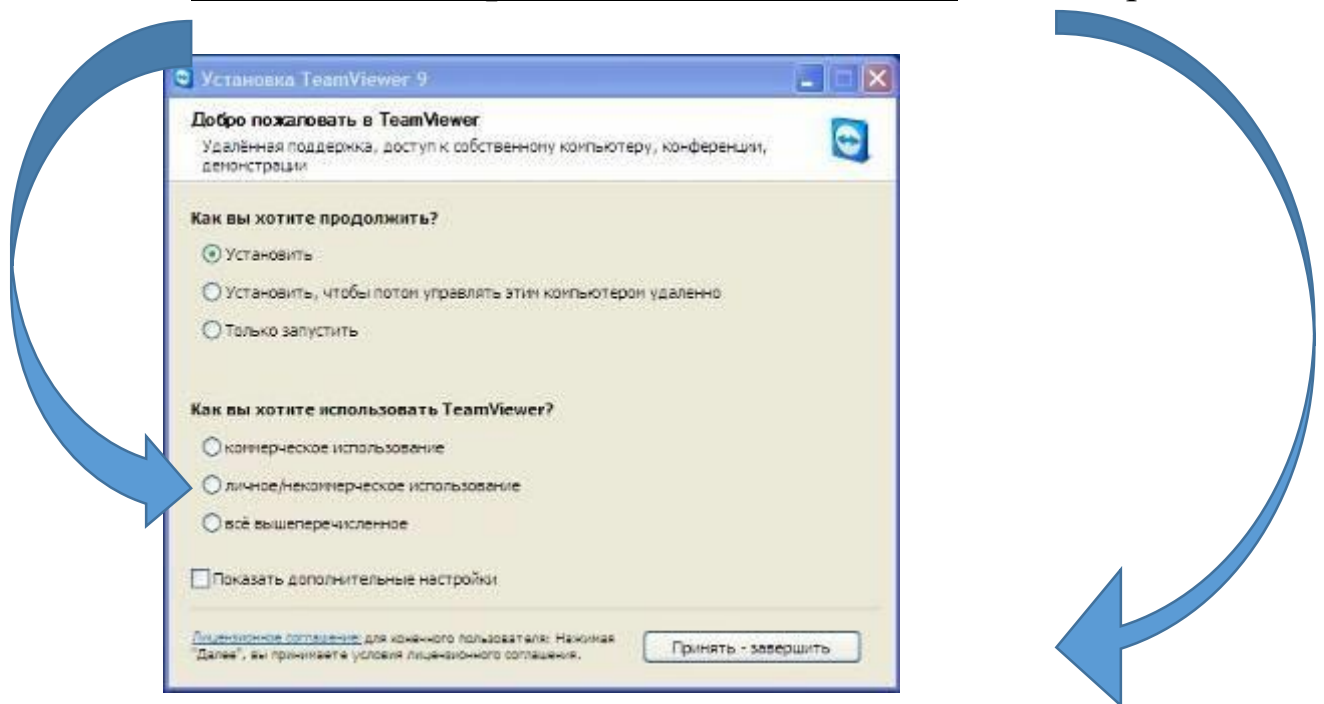 Установка TeamViewer 9
Добро пожаловать в TeamViewer
Удалённая поддержка, доступ к собственному компьютеру, конференции,
демонстрации
Как вы хотите продолжить?
Установить
Установить, чтобы потом управлять этим компьютером удаленно
Только запустить
Как вы хотите использовать TeamViewer?
коммерческое использование
личное/некоммерческое использование
всё вышеперечисленное
Показать дополнительные настройки
Лицензионное соглашение для конечного пользователя: Нажимая
"Далее", вы принимаете условия лицензионного соглашения.
Принять - завершить